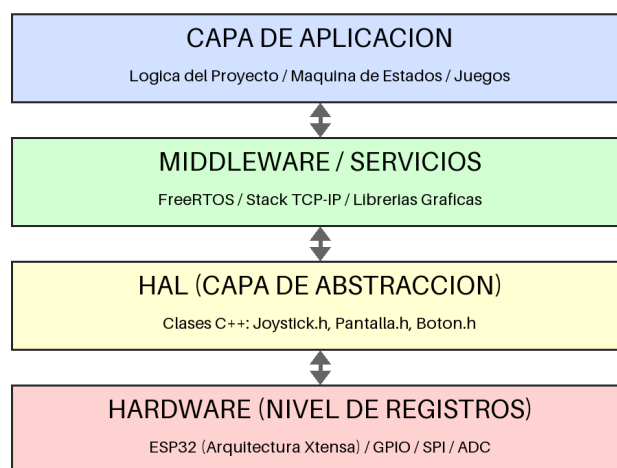 CAPA DE APLICACION
Logica del Proyecto / Maquina de Estados / Juegos
MIDDLEWARE / SERVICIOS
FreeRTOS / Stack TCP-IP / Librerias Graficas
HAL (CAPA DE ABSTRACCION)
Clases C++: Joystick.h, Pantalla.h, Boton.h
HARDWARE (NIVEL DE REGISTROS)
ESP32 (Arquitectura Xtensa) / GPIO / SPI / ADC